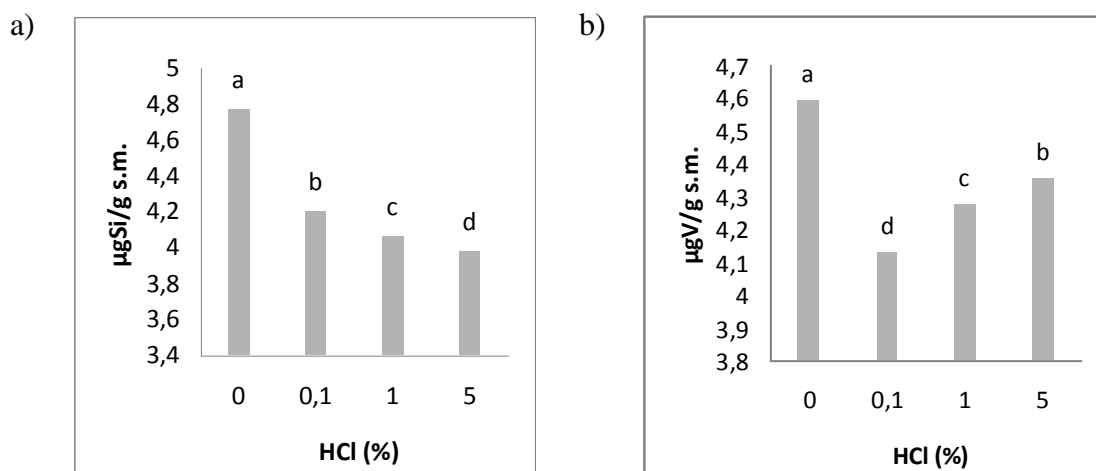 a)
µgSi/g s.m.
5
4,8
4,6
4,4
4,2
4
3,8
3,6
3,4
a
b
c
d
0 0,1 1 5
HCl (%)
b)
µgV/g s.m.
4,7
4,6
4,5
4,4
4,3
4,2
4,1
4
3,9
3,8
a
d
c
b
0 0,1 1 5
HCl (%)